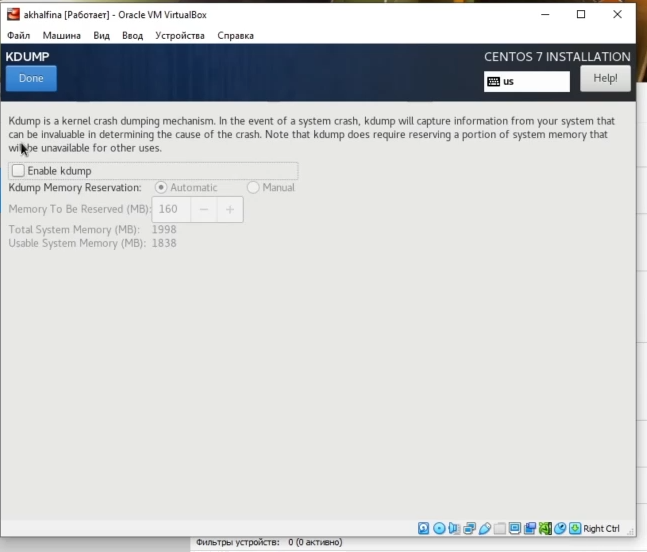 akhalfina [Работает] - Oracle VM VirtualBox
Файл Машина Вид Ввод Устройства Справка
KDUMP
CENTOS 7 INSTALLATION
Done
us
Help!
Kdump is a kernel crash dumping mechanism. In the event of a system crash, kdump will capture information from your system that
can be invaluable in determining the cause of the crash. Note that kdump does require reserving a portion of system memory that
will be unavailable for other uses.
Enable kdump
Kdump Memory Reservation: Automatic Manual
Memory To Be Reserved (MB): 160 − +
Total System Memory (MB): 1998
Usable System Memory (MB): 1838
Right Ctrl
Фильтры устройств: 0 (0 активно)